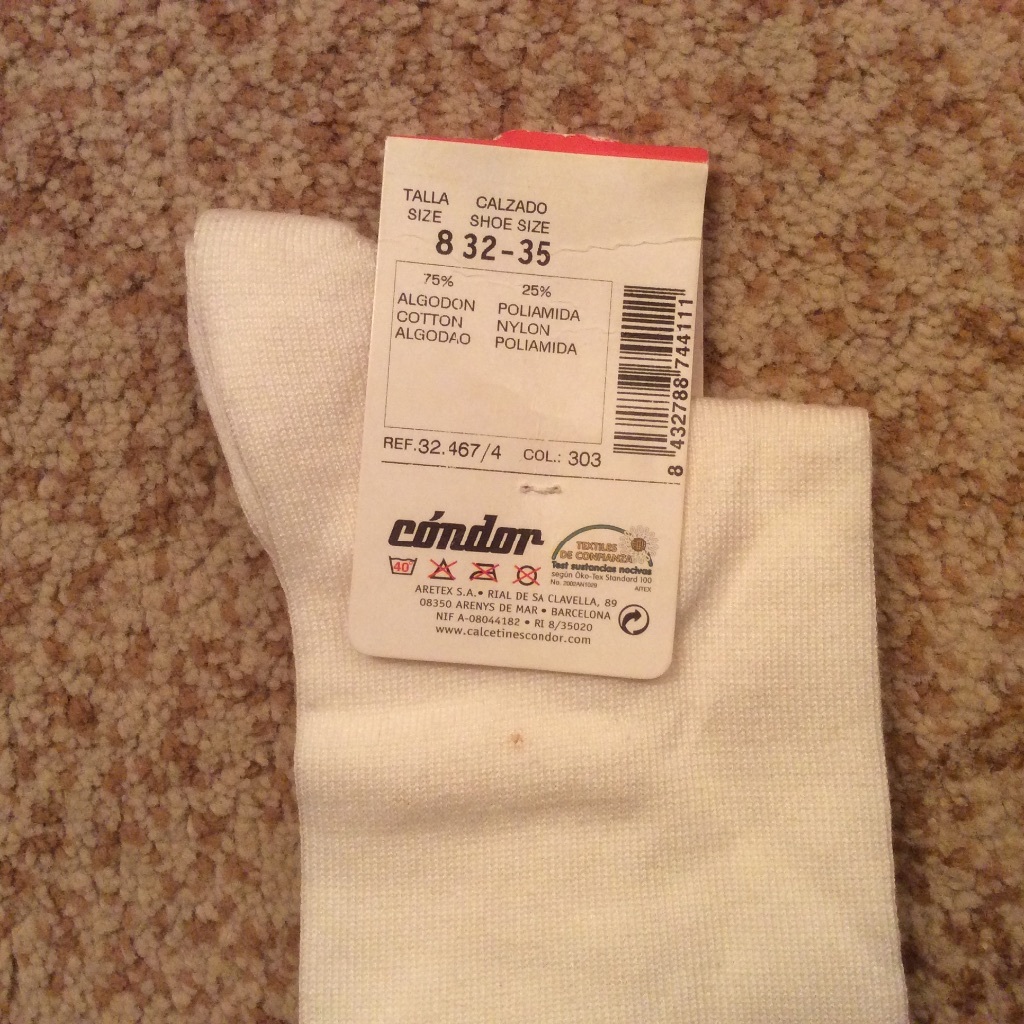 TALLA CALZADO
SIZE SHOE SIZE
8 32-35
75% 25%
ALGODON POLIAMIDA
COTTON NYLON
ALGODAO POLIAMIDA
8 432788 744111
REF.32.467/4 COL.: 303
cóndor
TEXTILES
DE CONFIANZA
Test sustancias nocivas
según Öko-Tex Standard 100
No. 2002AN1029
AITEX
40°
ARETEX S.A. • RIAL DE SA CLAVELLA, 89
08350 ARENYS DE MAR • BARCELONA
NIF A-08044182 • RI 8/35020
www.calcetinescondor.com